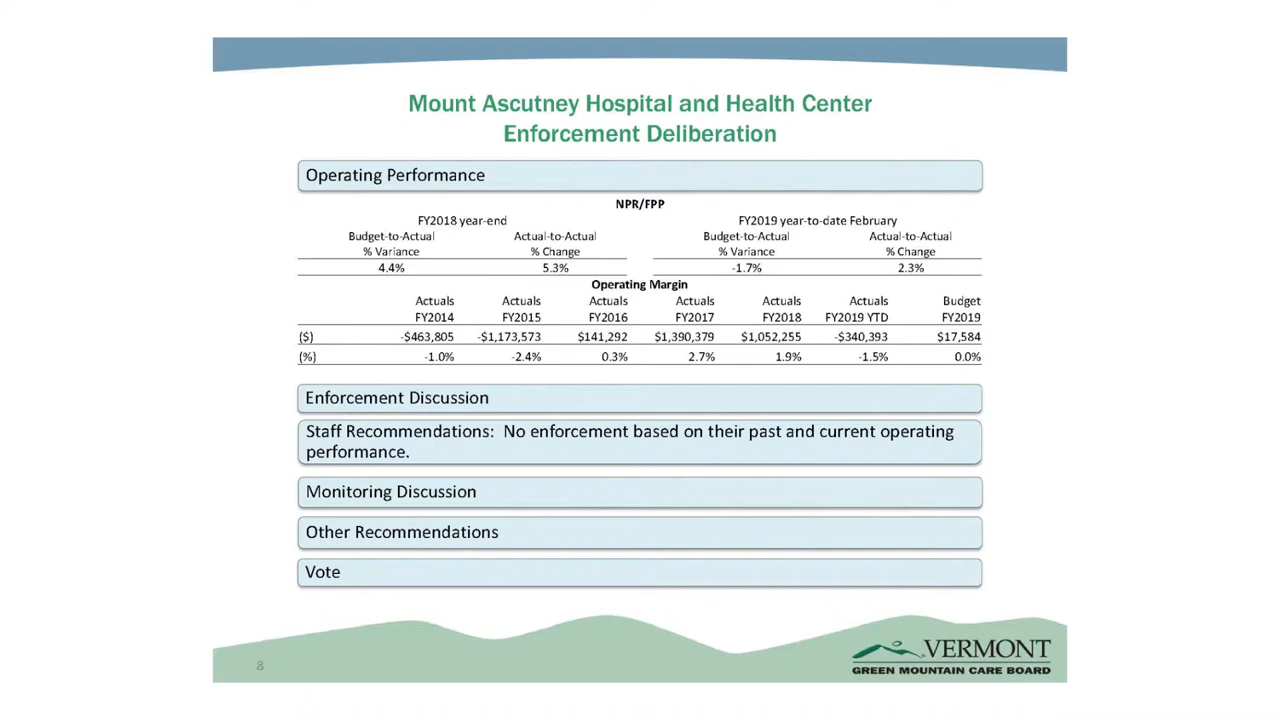 Mount Ascutney Hospital and Health Center
Enforcement Deliberation
Operating Performance
NPR/FPP
FY2018 year-end FY2019 year-to-date February
Budget-to-Actual Actual-to-Actual Budget-to-Actual Actual-to-Actual
% Variance % Change % Variance % Change
4.4% 5.3% -1.7% 2.3%
Operating Margin
Actuals Actuals Actuals Actuals Actuals Actuals Budget
FY2014 FY2015 FY2016 FY2017 FY2018 FY2019 YTD FY2019
($) -$463,805 -$1,173,573 $141,292 $1,390,379 $1,052,255 -$340,393 $17,584
(%) -1.0% -2.4% 0.3% 2.7% 1.9% -1.5% 0.0%
Enforcement Discussion
Staff Recommendations: No enforcement based on their past and current operating
performance.
Monitoring Discussion
Other Recommendations
Vote
8
VERMONT
GREEN MOUNTAIN CARE BOARD